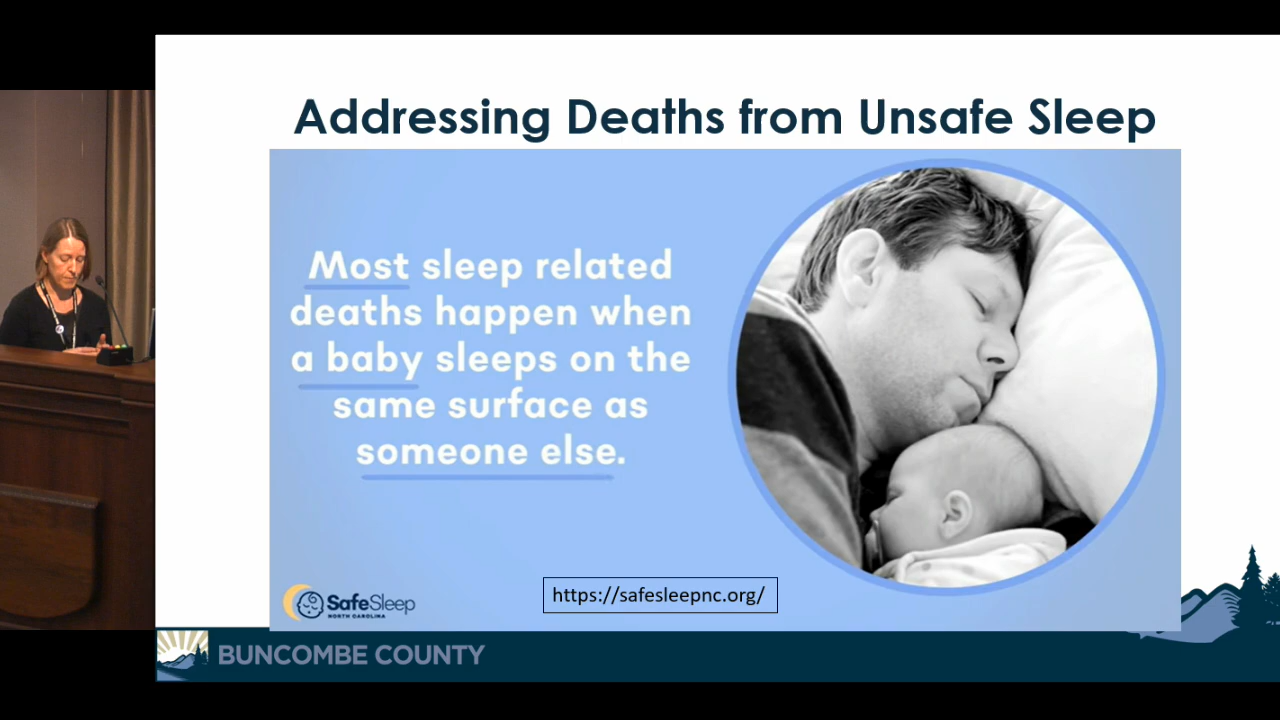 Addressing Deaths from Unsafe Sleep
Most sleep related
deaths happen when
a baby sleeps on the
same surface as
someone else.
SafeSleep
NORTH CAROLINA
https://safesleepnc.org/
BUNCOMBE COUNTY